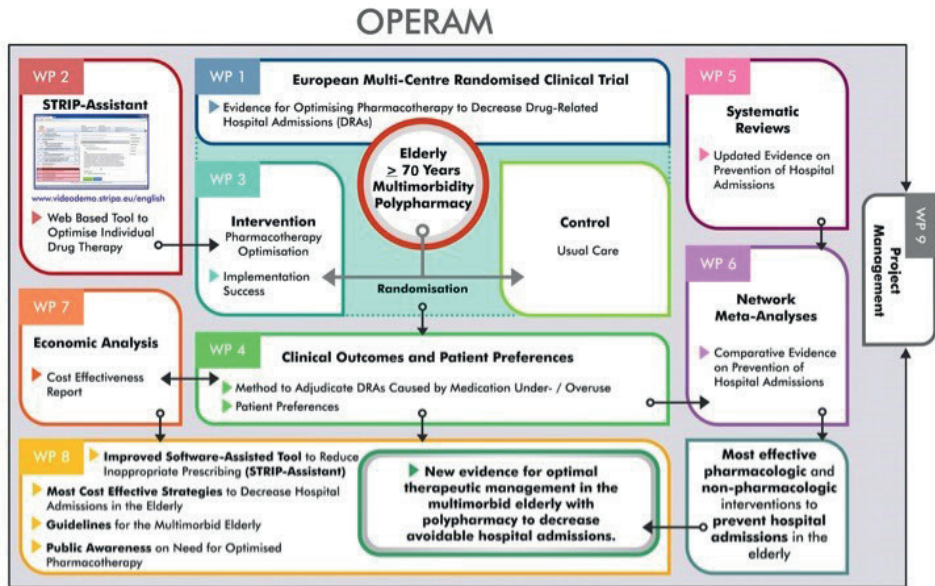 OPERAM
WP 2
STRIP-Assistant
www.videodemo.stripa.eu/english
Web Based Tool to
Optimise Individual
Drug Therapy
WP 1
European Multi-Centre Randomised Clinical Trial
Evidence for Optimising Pharmacotherapy to Decrease Drug-Related
Hospital Admissions (DRAs)
Elderly
≥ 70 Years
Multimorbidity
Polypharmacy
WP 3
Intervention
Pharmacotherapy
Optimisation
Implementation
Success
Randomisation
Control
Usual Care
WP 5
Systematic
Reviews
Updated Evidence on
Prevention of Hospital
Admissions
WP 6
Network
Meta-Analyses
Comparative Evidence
on Prevention of
Hospital Admissions
WP 9
Project
Management
WP 7
Economic Analysis
Cost Effectiveness
Report
WP 4
Clinical Outcomes and Patient Preferences
Method to Adjudicate DRAs Caused by Medication Under- / Overuse
Patient Preferences
WP 8
Improved Software-Assisted Tool to Reduce
Inappropriate Prescribing (STRIP-Assistant)
Most Cost Effective Strategies to Decrease Hospital
Admissions in the Elderly
Guidelines for the Multimorbid Elderly
Public Awareness on Need for Optimised
Pharmacotherapy
New evidence for optimal
therapeutic management in the
multimorbid elderly with
polypharmacy to decrease
avoidable hospital admissions.
Most effective
pharmacologic and
non-pharmacologic
interventions to
prevent hospital
admissions in the
elderly